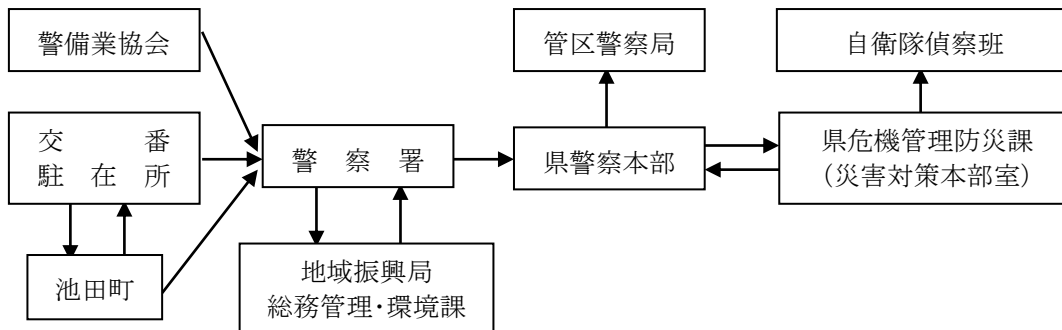 警備業協会
管区警察局
自衛隊偵察班
交番
駐在所
警察署
県警察本部
県危機管理防災課
（災害対策本部室）
池田町
地域振興局
総務管理・環境課